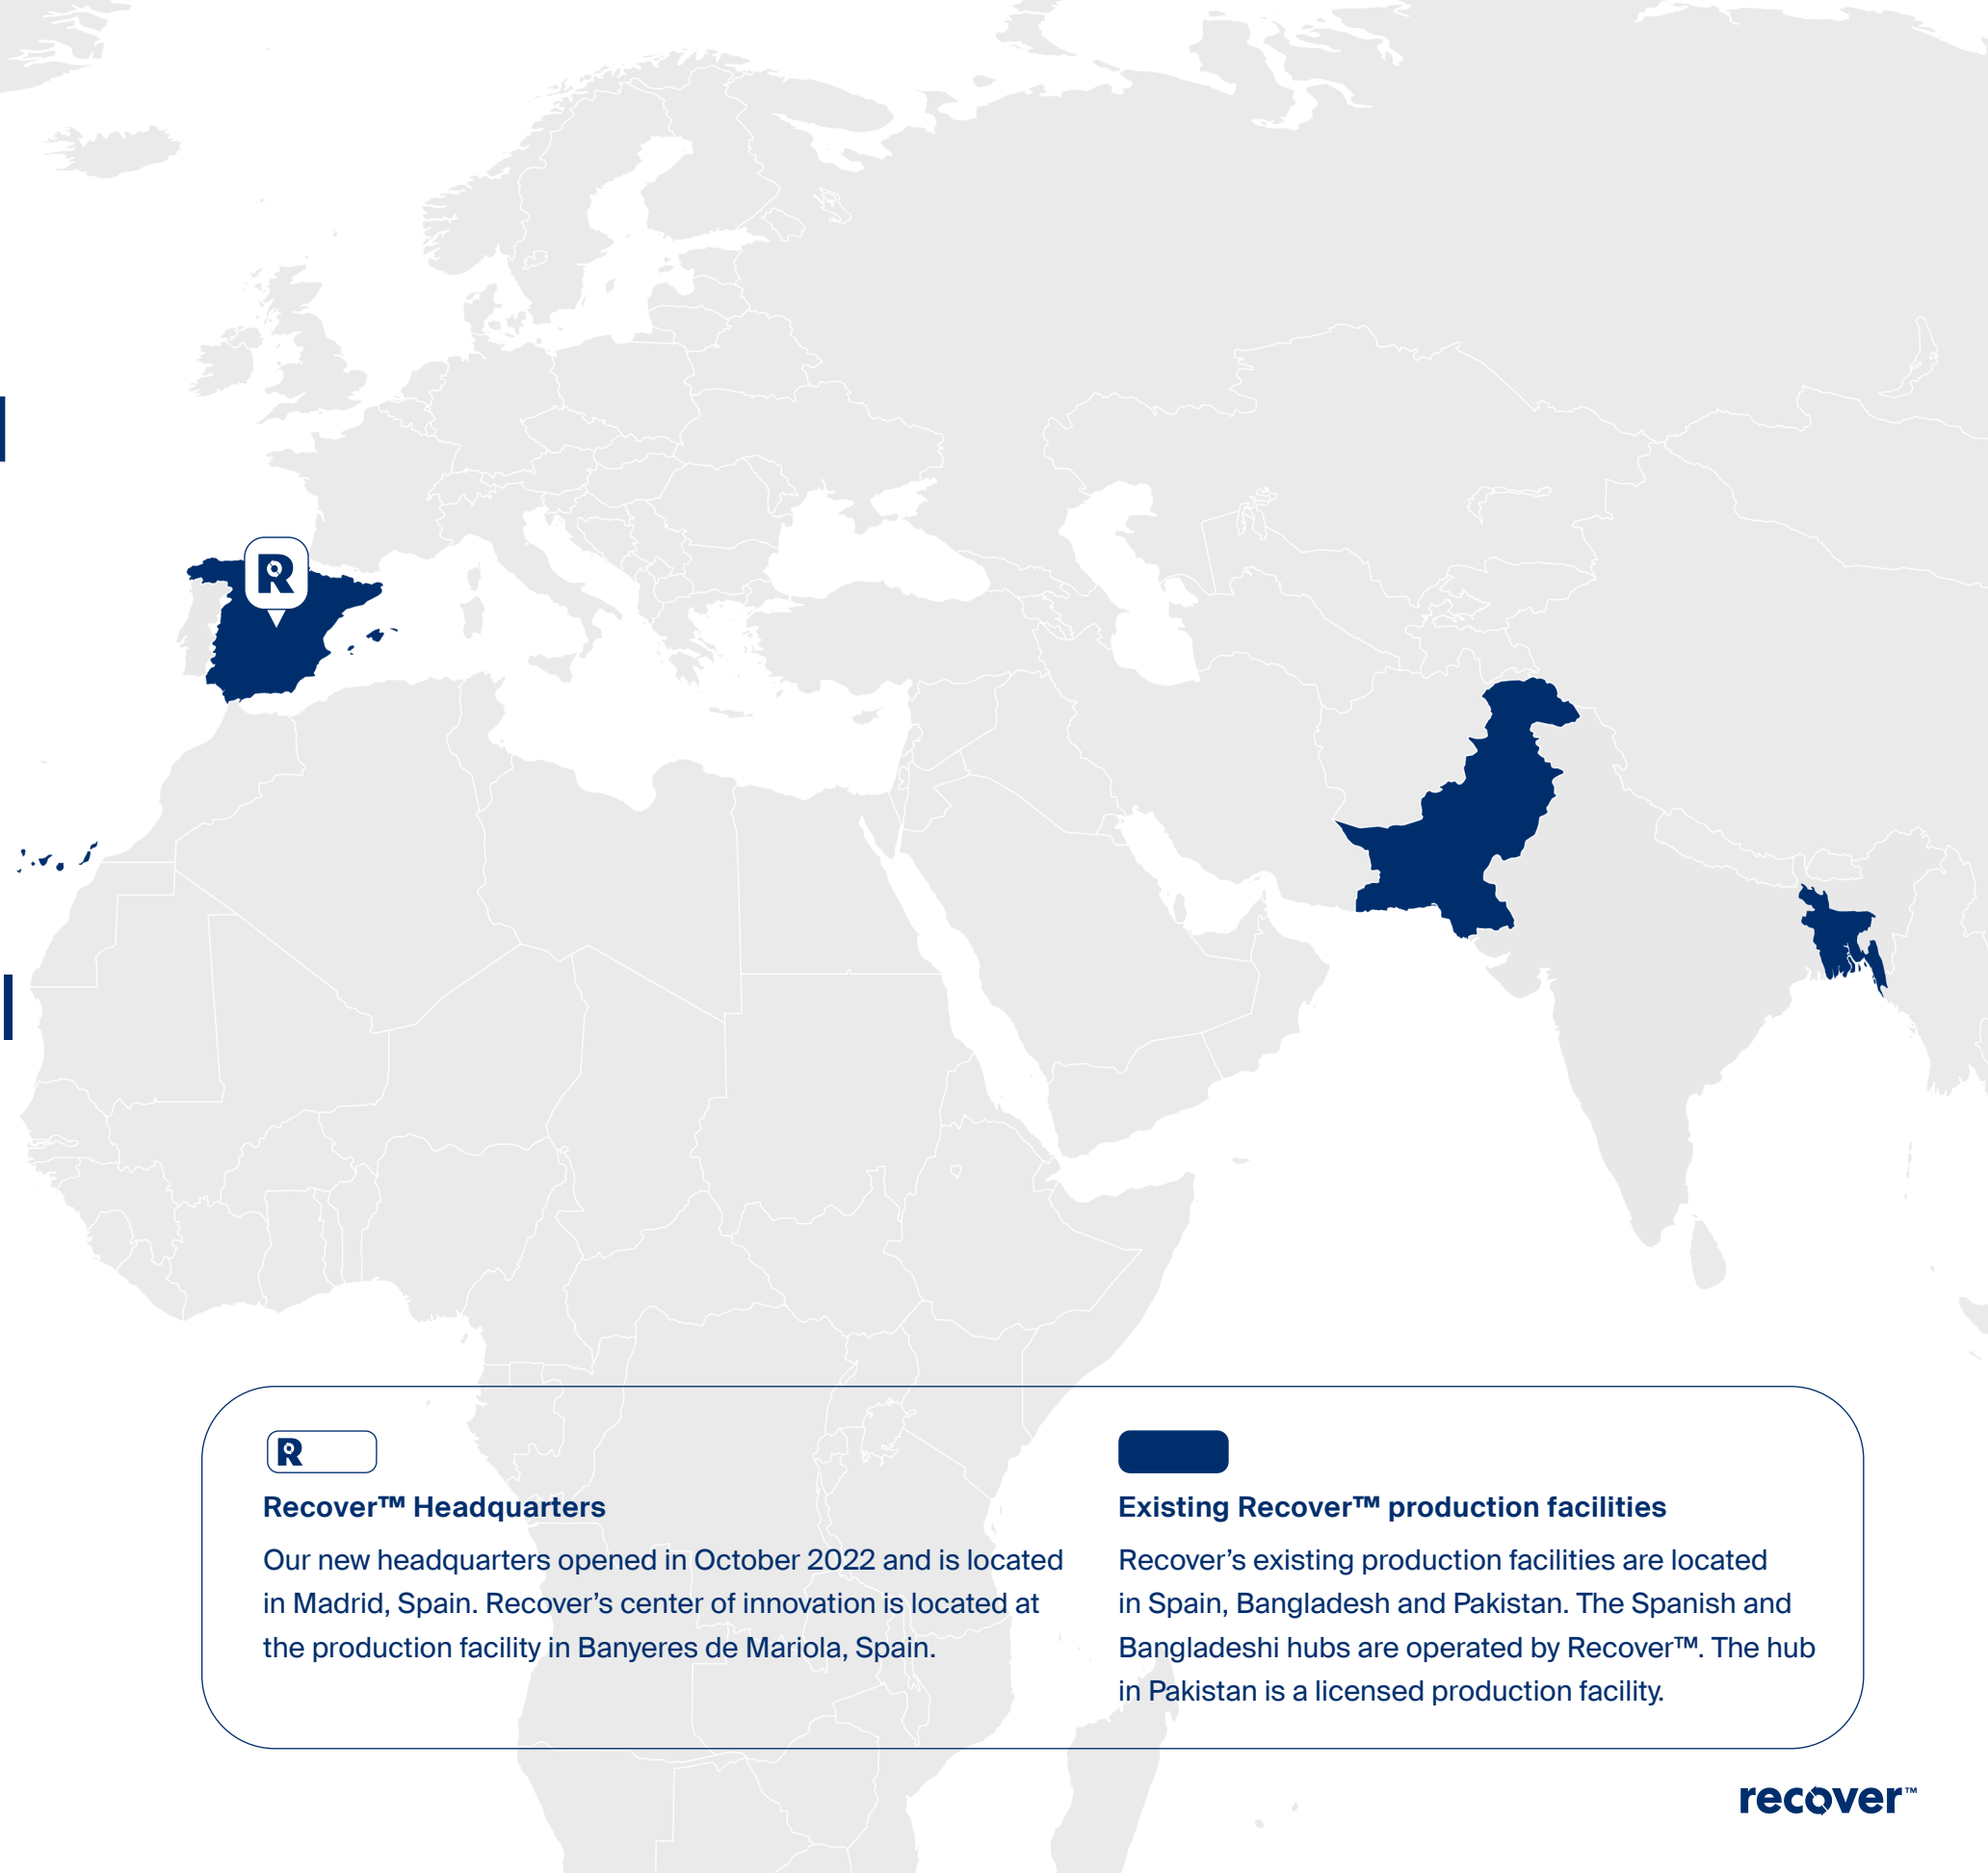 R
R
Recover™ Headquarters
Our new headquarters opened in October 2022 and is located
in Madrid, Spain. Recover’s center of innovation is located at
the production facility in Banyeres de Mariola, Spain.
Existing Recover™ production facilities
Recover’s existing production facilities are located
in Spain, Bangladesh and Pakistan. The Spanish and
Bangladeshi hubs are operated by Recover™. The hub
in Pakistan is a licensed production facility.
recover™